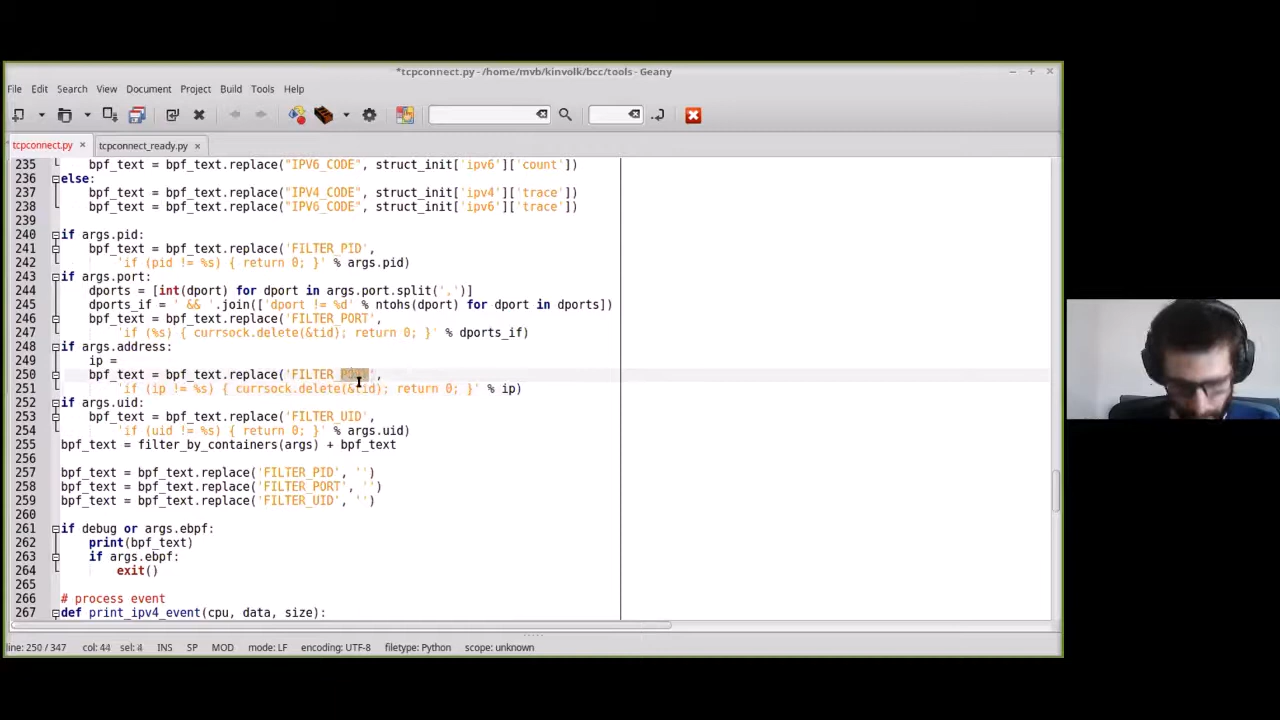 *tcpconnect.py - /home/mvb/kinvolk/bcc/tools - Geany
File Edit Search View Document Project Build Tools Help
tcpconnect.py tcpconnect_ready.py
235 bpf_text = bpf_text.replace("IPV6_CODE", struct_init['ipv6']['count'])
236 else:
237 bpf_text = bpf_text.replace("IPV4_CODE", struct_init['ipv4']['trace'])
238 bpf_text = bpf_text.replace("IPV6_CODE", struct_init['ipv6']['trace'])
239
240 if args.pid:
241 bpf_text = bpf_text.replace('FILTER_PID',
242 'if (pid != %s) { return 0; }' % args.pid)
243 if args.port:
244 dports = [int(dport) for dport in args.port.split(',')]
245 dports_if = ' && '.join(['dport != %d' % ntohs(dport) for dport in dports])
246 bpf_text = bpf_text.replace('FILTER_PORT',
247 'if (%s) { currsock.delete(&tid); return 0; }' % dports_if)
248 if args.address:
249 ip =
250 bpf_text = bpf_text.replace('FILTER_PORT',
251 'if (ip != %s) { currsock.delete(&tid); return 0; }' % ip)
252 if args.uid:
253 bpf_text = bpf_text.replace('FILTER_UID',
254 'if (uid != %s) { return 0; }' % args.uid)
255 bpf_text = filter_by_containers(args) + bpf_text
256
257 bpf_text = bpf_text.replace('FILTER_PID', '')
258 bpf_text = bpf_text.replace('FILTER_PORT', '')
259 bpf_text = bpf_text.replace('FILTER_UID', '')
260
261 if debug or args.ebpf:
262 print(bpf_text)
263 if args.ebpf:
264 exit()
265
266 # process event
267 def print_ipv4_event(cpu, data, size):
line: 250 / 347 col: 44 sel: 4 INS SP MOD mode: LF encoding: UTF-8 filetype: Python scope: unknown